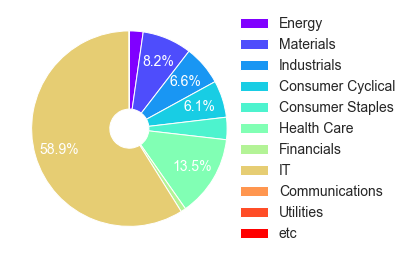 Energy
8.2%
Materials
6.6%
Industrials
6.1%
Consumer Cyclical
Consumer Staples
Health Care
Financials
58.9%
13.5%
IT
Communications
Utilities
etc